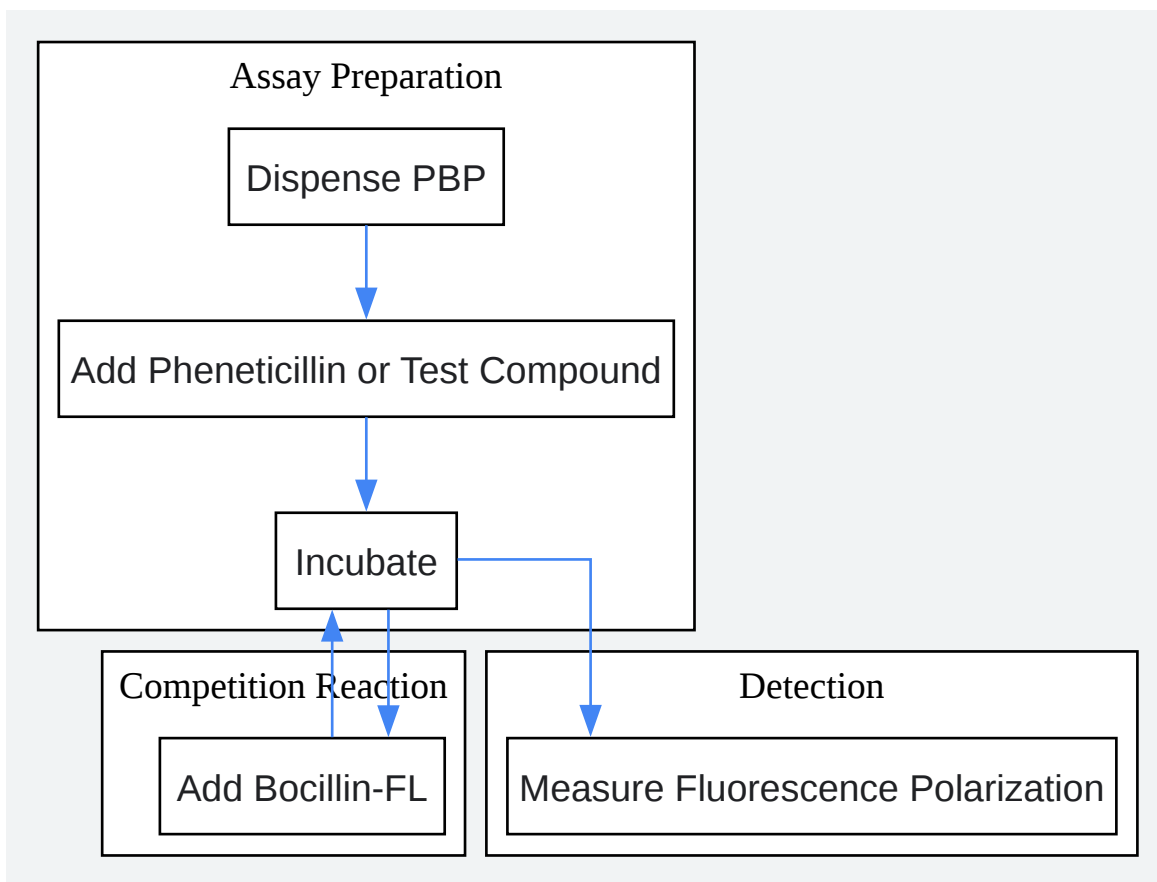 Assay Preparation
Dispense PBP
Add Pheneticillin or Test Compound
Incubate
Competition Reaction
Add Bocillin-FL
Detection
Measure Fluorescence Polarization